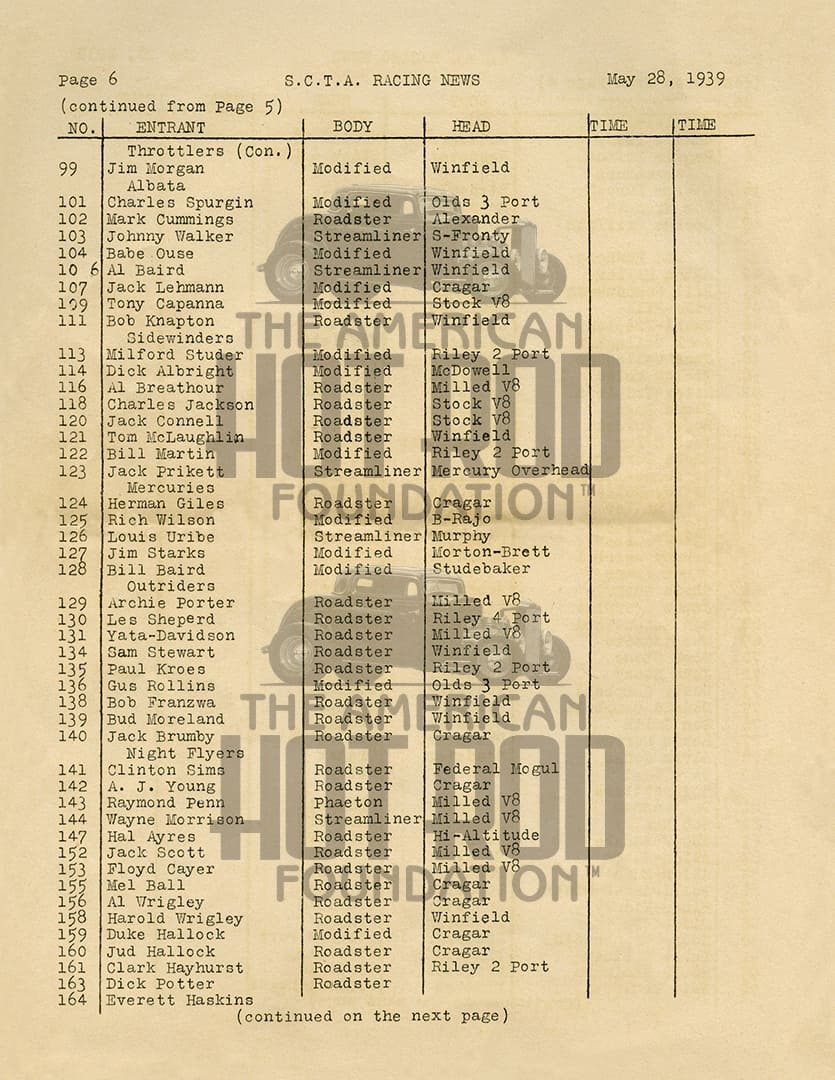 Page 6 S.C.T.A. RACING NEWS May 28, 1939
(continued from Page 5)
NO. ENTRANT BODY HEAD TIME TIME
Throttlers (Con.)
99 Jim Morgan Modified Winfield
Albata
101 Charles Spurgin Modified Olds 3 Port
102 Mark Cummings Roadster Alexander
103 Johnny Walker Streamliner S-Fronty
104 Babe Ouse Modified Winfield
10 6 Al Baird Streamliner Winfield
107 Jack Lehmann Modified Cragar
109 Tony Capanna Modified Stock V8
111 Bob Knapton Roadster Winfield
THE AMERICAN
Sidewinders
113 Milford Studer Modified Riley 2 Port
114 Dick Albright Modified McDowell
116 Al Breathour Roadster Milled V8
118 Charles Jackson Roadster Stock V8
HOT ROD
120 Jack Connell Roadster Stock V8
121 Tom McLaughlin Roadster Winfield
122 Bill Martin Modified Riley 2 Port
123 Jack Prikett Streamliner Mercury Overhead
Mercuries
FOUNDATION™
124 Herman Giles Roadster Cragar
125 Rich Wilson Modified B-Rajo
126 Louis Uribe Streamliner Murphy
127 Jim Starks Modified Morton-Brett
128 Bill Baird Modified Studebaker
Outriders
129 Archie Porter Roadster Milled V8
130 Les Sheperd Roadster Riley 4 Port
131 Yata-Davidson Roadster Milled V8
134 Sam Stewart Roadster Winfield
135 Paul Kroes Roadster Riley 2 Port
136 Gus Rollins Modified Olds 3 Port
138 Bob Franzwa Roadster Winfield
THE AMERICAN
139 Bud Moreland Roadster Winfield
140 Jack Brumby Roadster Cragar
Night Flyers
141 Clinton Sims Roadster Federal Mogul
142 A. J. Young Roadster Cragar
143 Raymond Penn Phaeton Milled V8
HOT ROD
144 Wayne Morrison Streamliner Milled V8
147 Hal Ayres Roadster Hi-Altitude
152 Jack Scott Roadster Milled V8
153 Floyd Cayer Roadster Milled V8
155 Mel Ball Roadster Cragar
FOUNDATION™
156 Al Wrigley Roadster Cragar
158 Harold Wrigley Roadster Winfield
159 Duke Hallock Modified Cragar
160 Jud Hallock Roadster Cragar
161 Clark Hayhurst Roadster Riley 2 Port
163 Dick Potter Roadster
164 Everett Haskins
(continued on the next page)